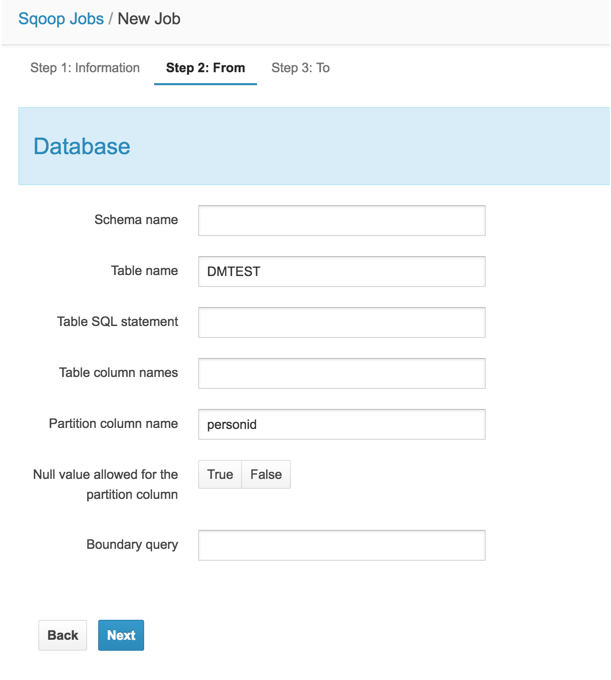 Sqoop Jobs / New Job
Step 1: Information Step 2: From Step 3: To
Database
Schema name
Table name DMTEST
Table SQL statement
Table column names
Partition column name personid
Null value allowed for the True False
partition column
Boundary query
Back Next